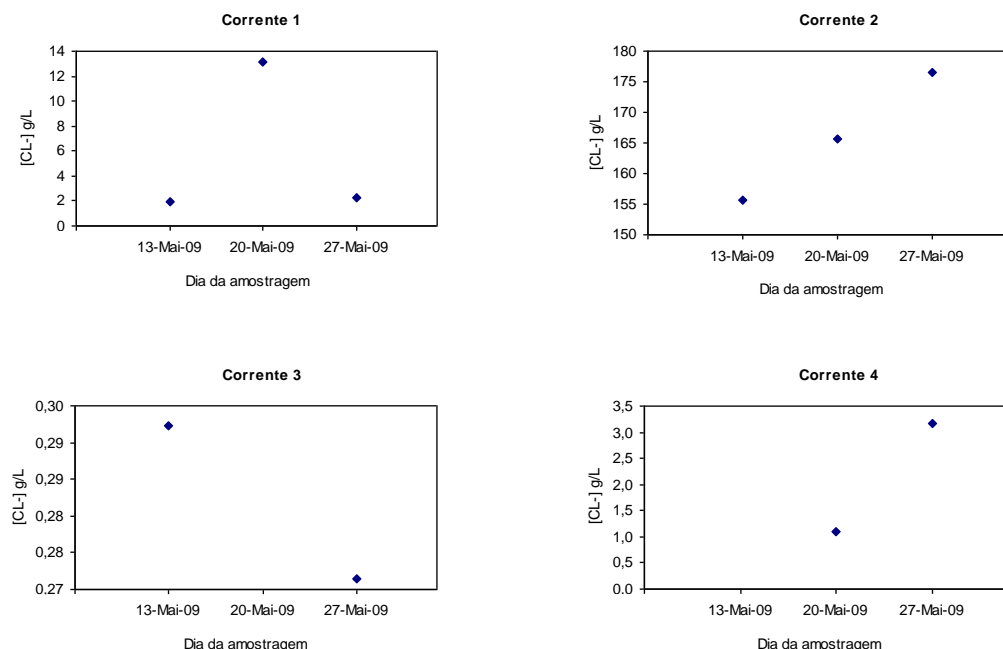 Corrente 1
14
12
10
8
6
4
2
0
[CL-] g/L
13-Mai-09 20-Mai-09 27-Mai-09
Dia da amostragem
Corrente 2
180
175
170
165
160
155
150
[CL-] g/L
13-Mai-09 20-Mai-09 27-Mai-09
Dia da amostragem
Corrente 3
0,30
0,29
0,29
0,28
0,28
0,27
[CL-] g/L
13-Mai-09 20-Mai-09 27-Mai-09
Dia da amostragem
Corrente 4
3,5
3,0
2,5
2,0
1,5
1,0
0,5
0,0
[CL-] g/L
13-Mai-09 20-Mai-09 27-Mai-09
Dia da amostragem